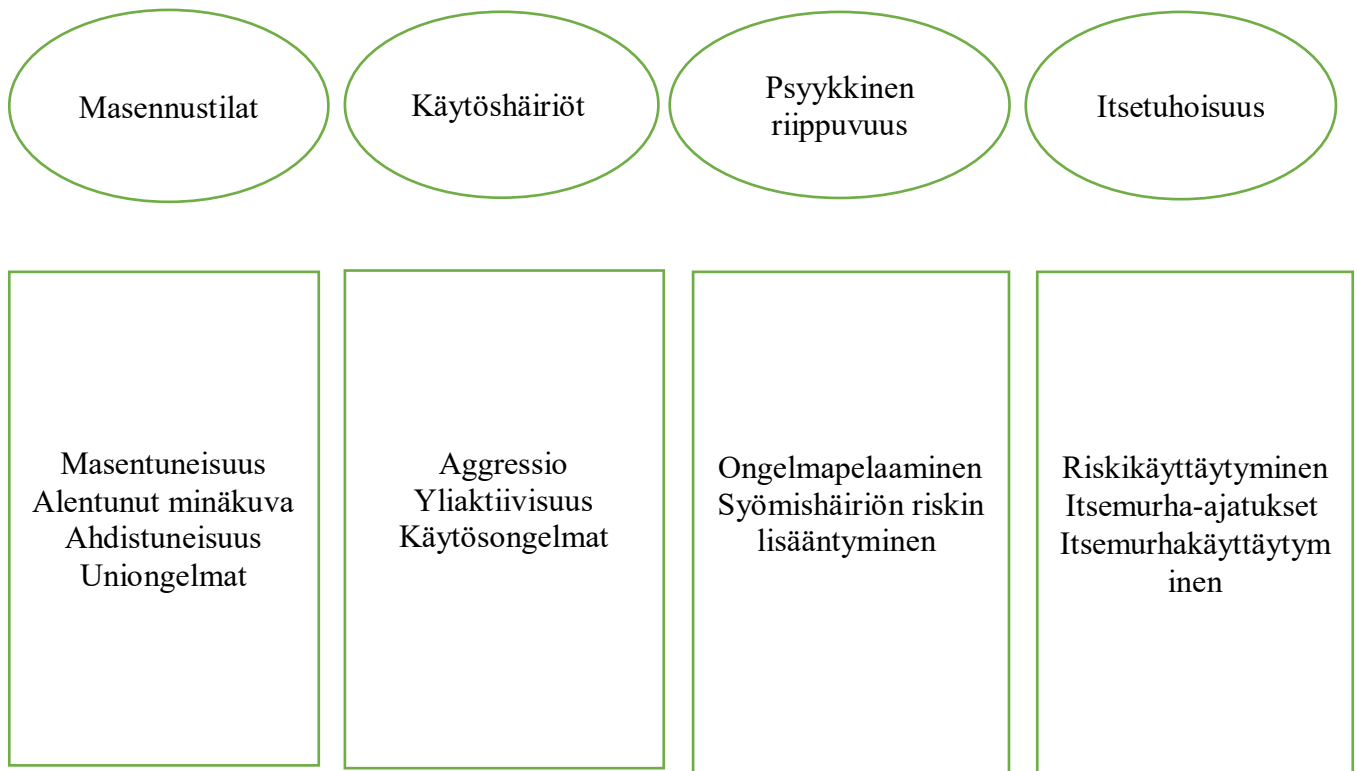 Masennustilat
Käytöshäiriöt
Psyykkinen
riippuvuus
Itsetuhoisuus
Masentuneisuus
Alentunut minäkuva
Ahdistuneisuus
Uniongelmat
Aggressio
Yliaktiivisuus
Käytösongelmat
Ongelmapelaaminen
Syömishäiriön riskin
lisääntyminen
Riskikäyttäytyminen
Itsemurha-ajatukset
Itsemurhakäyttäytym
inen